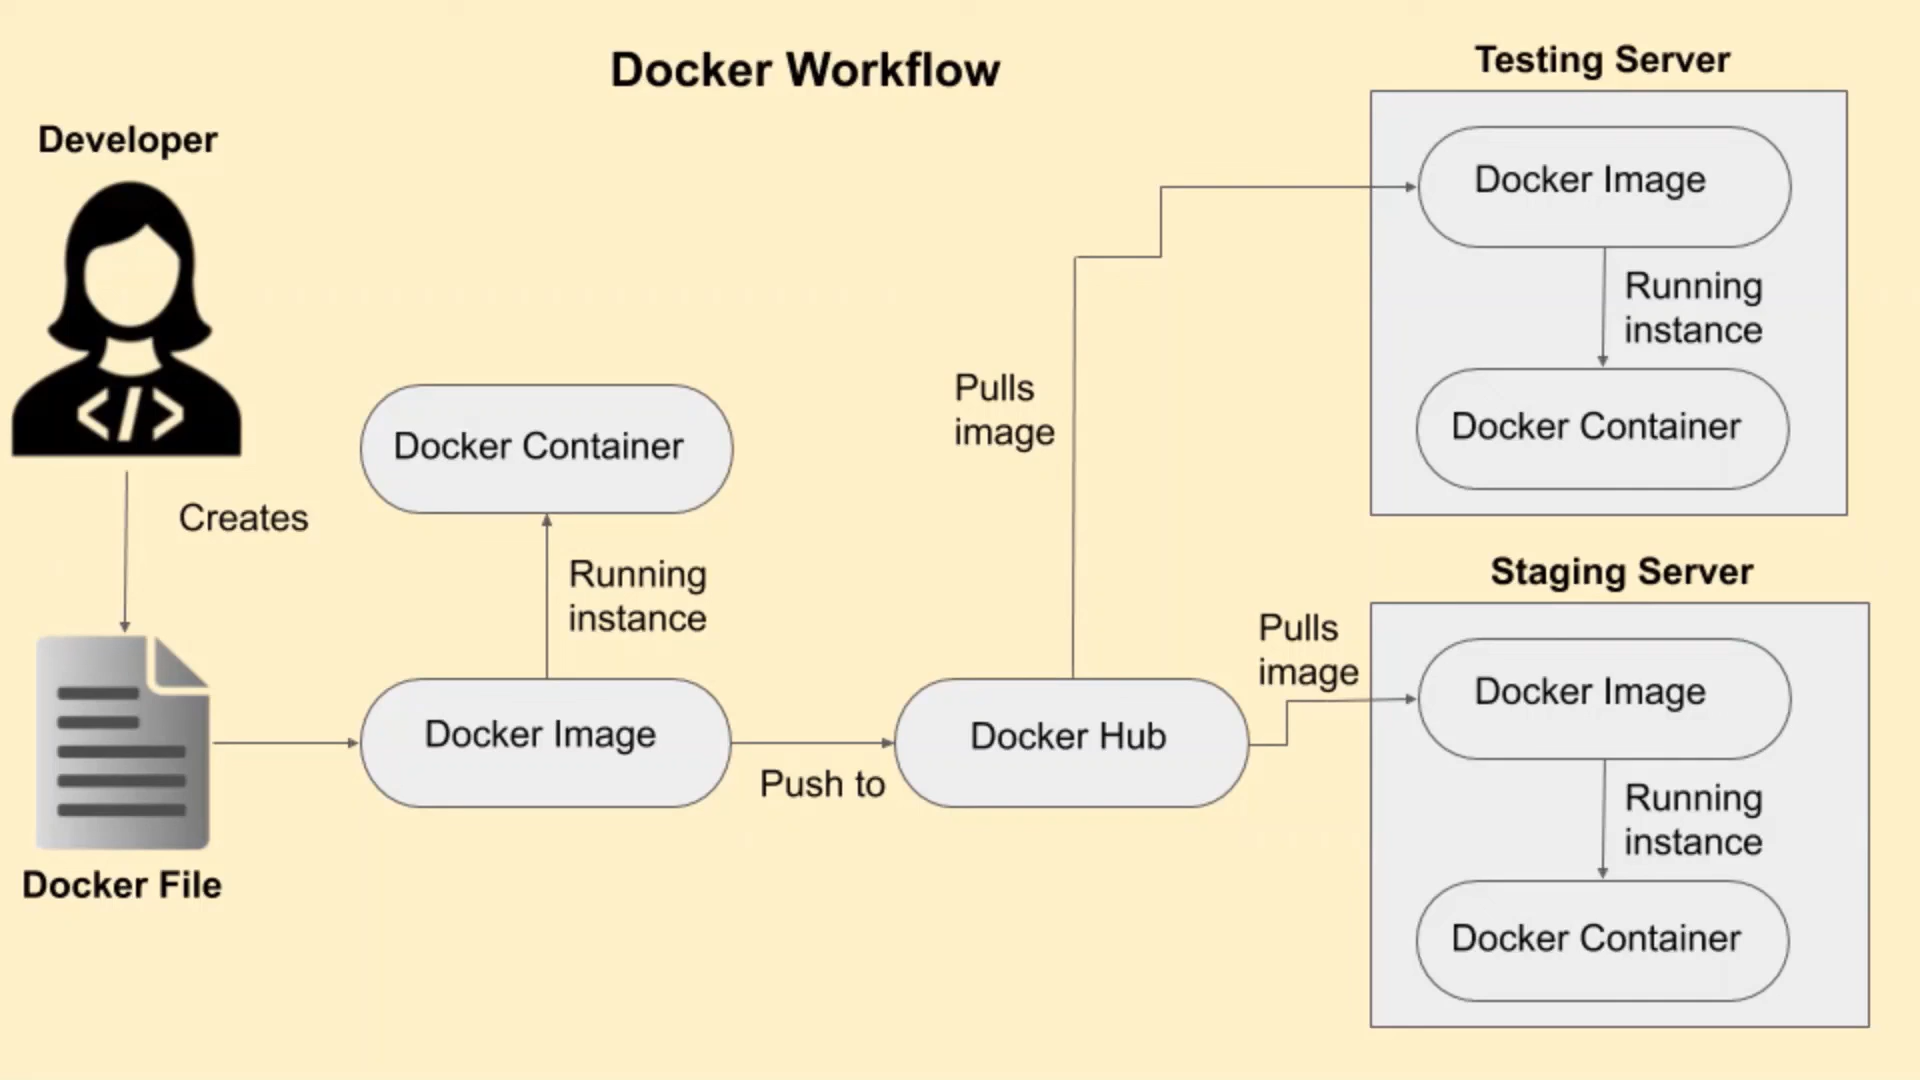 Docker Workflow
Developer
</>
Creates
Docker File
Docker Container
Running
instance
Docker Image
Push to
Docker Hub
Pulls
image
Pulls
image
Testing Server
Docker Image
Running
instance
Docker Container
Staging Server
Docker Image
Running
instance
Docker Container